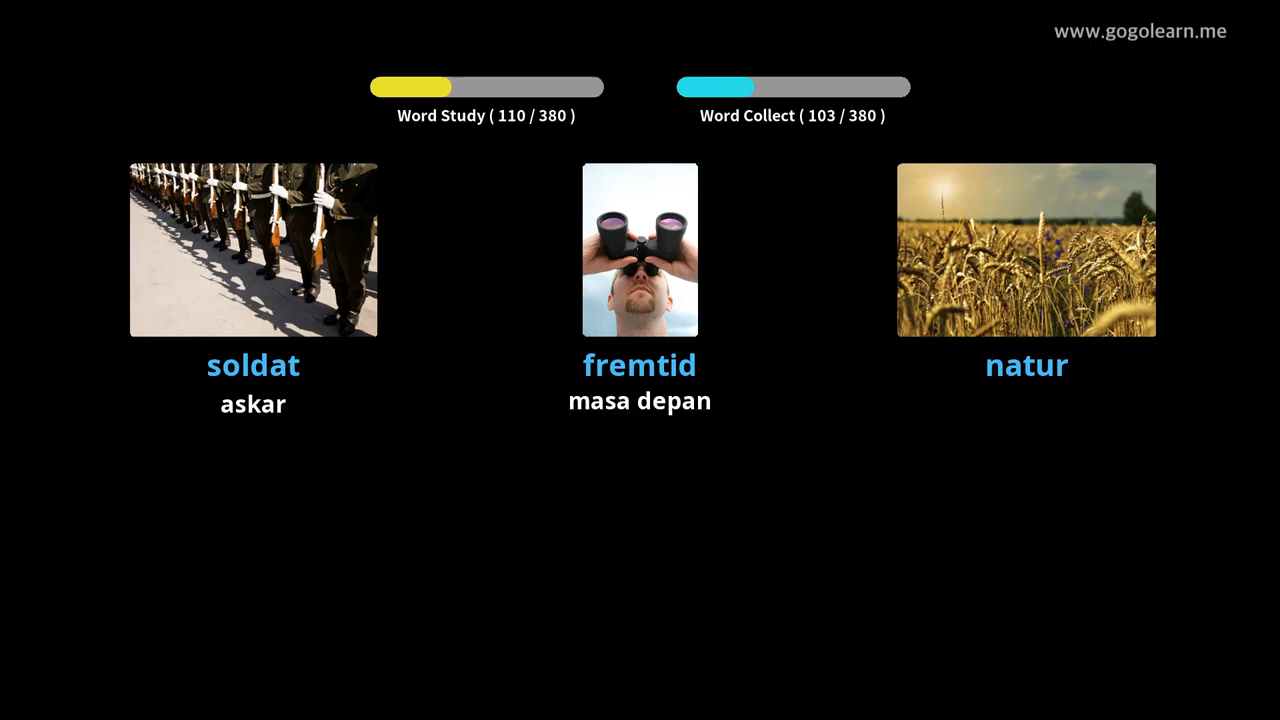 www.gogolearn.me
Word Study ( 110 / 380 )
Word Collect ( 103 / 380 )
soldat
fremtid
natur
askar
masa depan